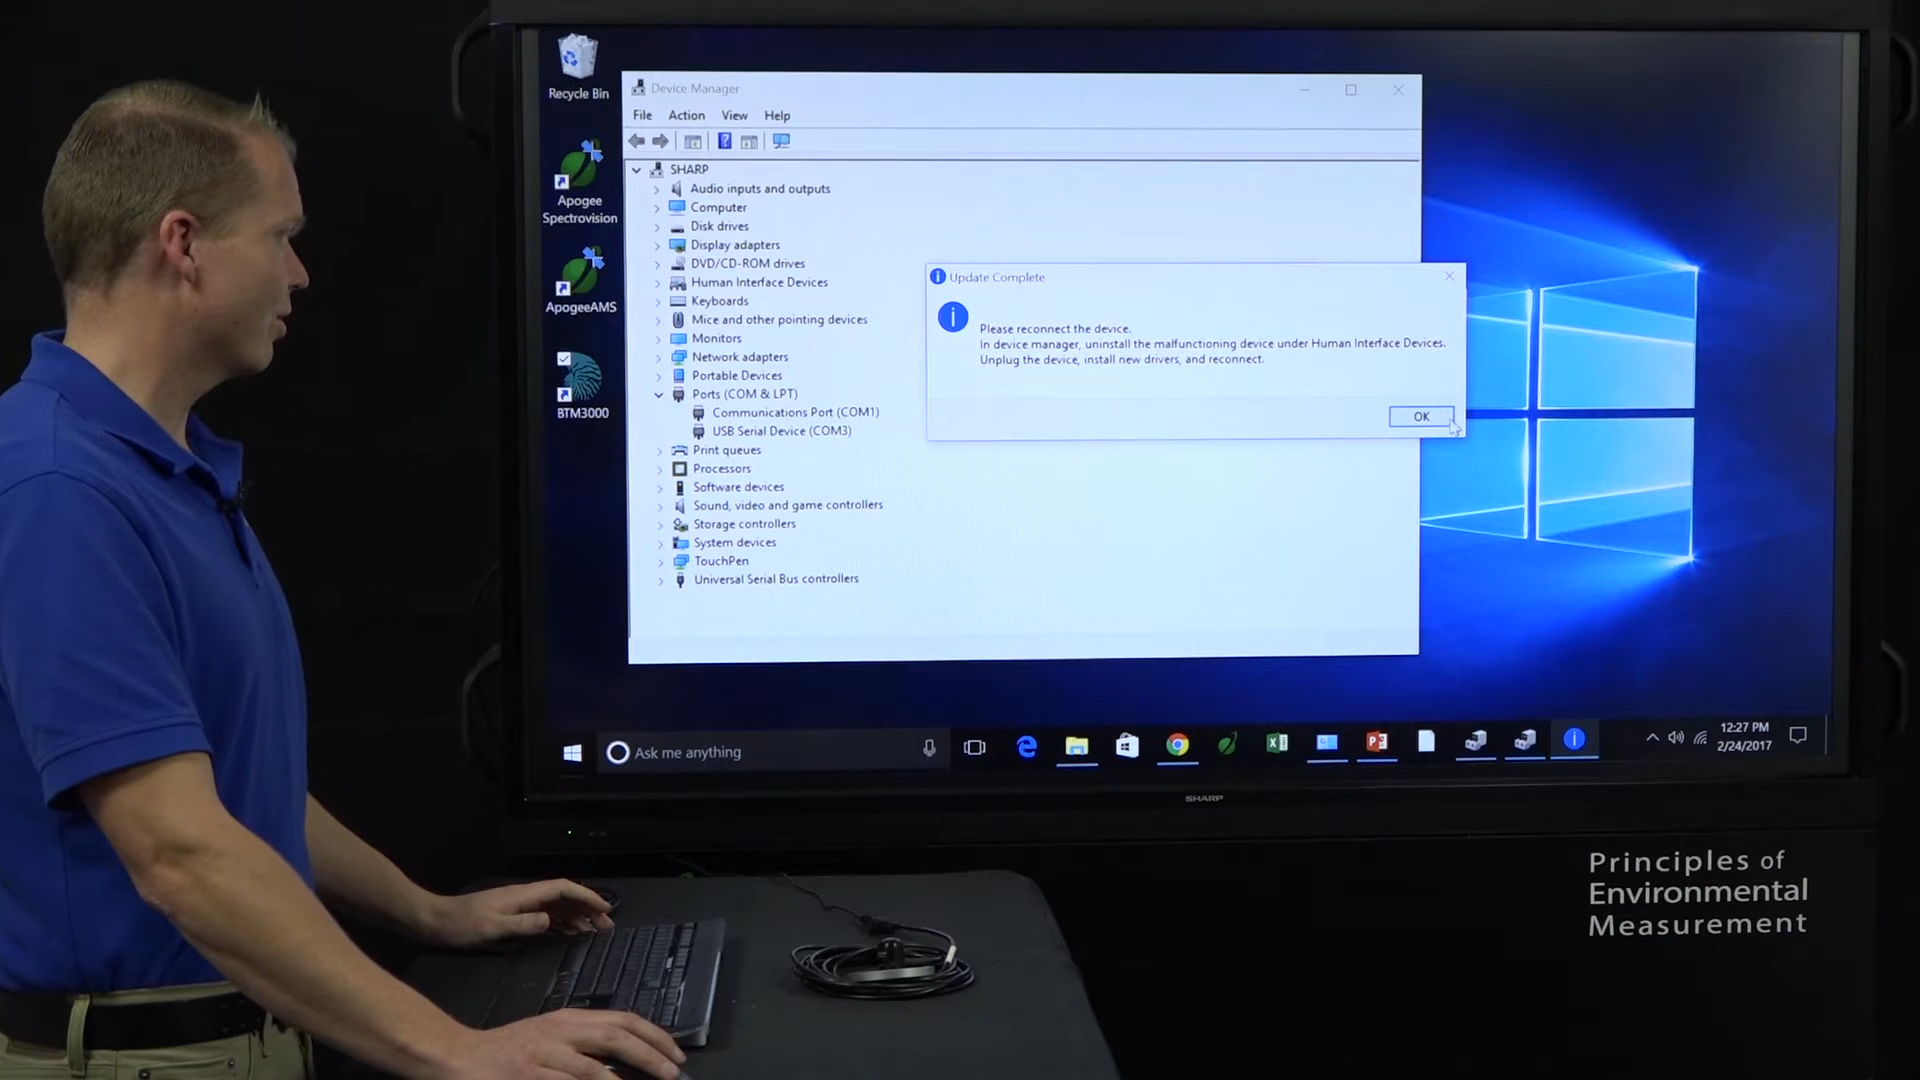 Recycle Bin
Apogee
Spectrovision
ApogeeAMS
BTM3000
Device Manager
File Action View Help
SHARP
Audio inputs and outputs
Computer
Disk drives
Display adapters
DVD/CD-ROM drives
Human Interface Devices
Keyboards
Mice and other pointing devices
Monitors
Network adapters
Portable Devices
Ports (COM & LPT)
Communications Port (COM1)
USB Serial Device (COM3)
Print queues
Processors
Software devices
Sound, video and game controllers
Storage controllers
System devices
TouchPen
Universal Serial Bus controllers
Update Complete
Please reconnect the device.
In device manager, uninstall the malfunctioning device under Human Interface Devices.
Unplug the device, install new drivers, and reconnect.
OK
Ask me anything
12:27 PM
2/24/2017
SHARP
Principles of
Environmental
Measurement